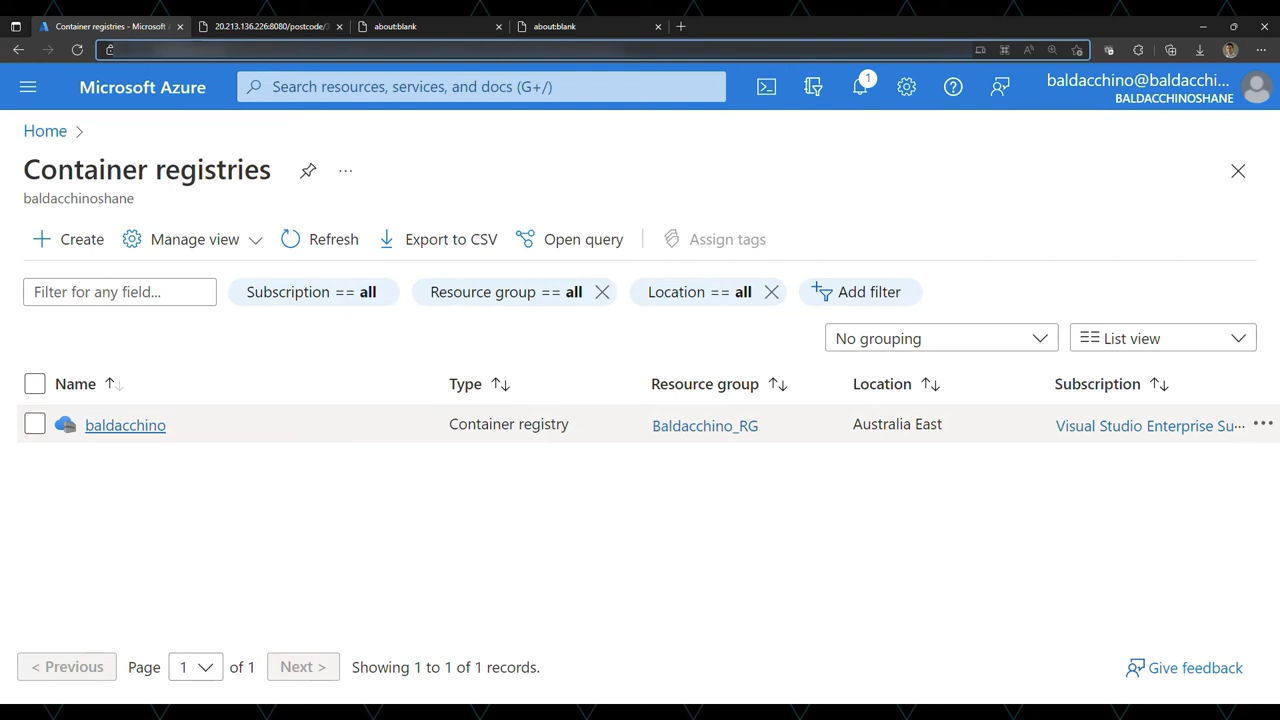 Container registries - Microsoft A
20.213.136.226:8080/postcode/
about:blank
about:blank
Microsoft Azure
Search resources, services, and docs (G+/)
1
baldacchino@baldacchi...
BALDACCHINOSHANE
Home
Container registries
baldacchinoshane
Create
Manage view
Refresh
Export to CSV
Open query
Assign tags
Filter for any field...
Subscription == all
Resource group == all
Location == all
Add filter
No grouping
List view
Name
Type
Resource group
Location
Subscription
baldacchino
Container registry
Baldacchino_RG
Australia East
Visual Studio Enterprise Su···
< Previous
Page
1
of 1
Next >
Showing 1 to 1 of 1 records.
Give feedback